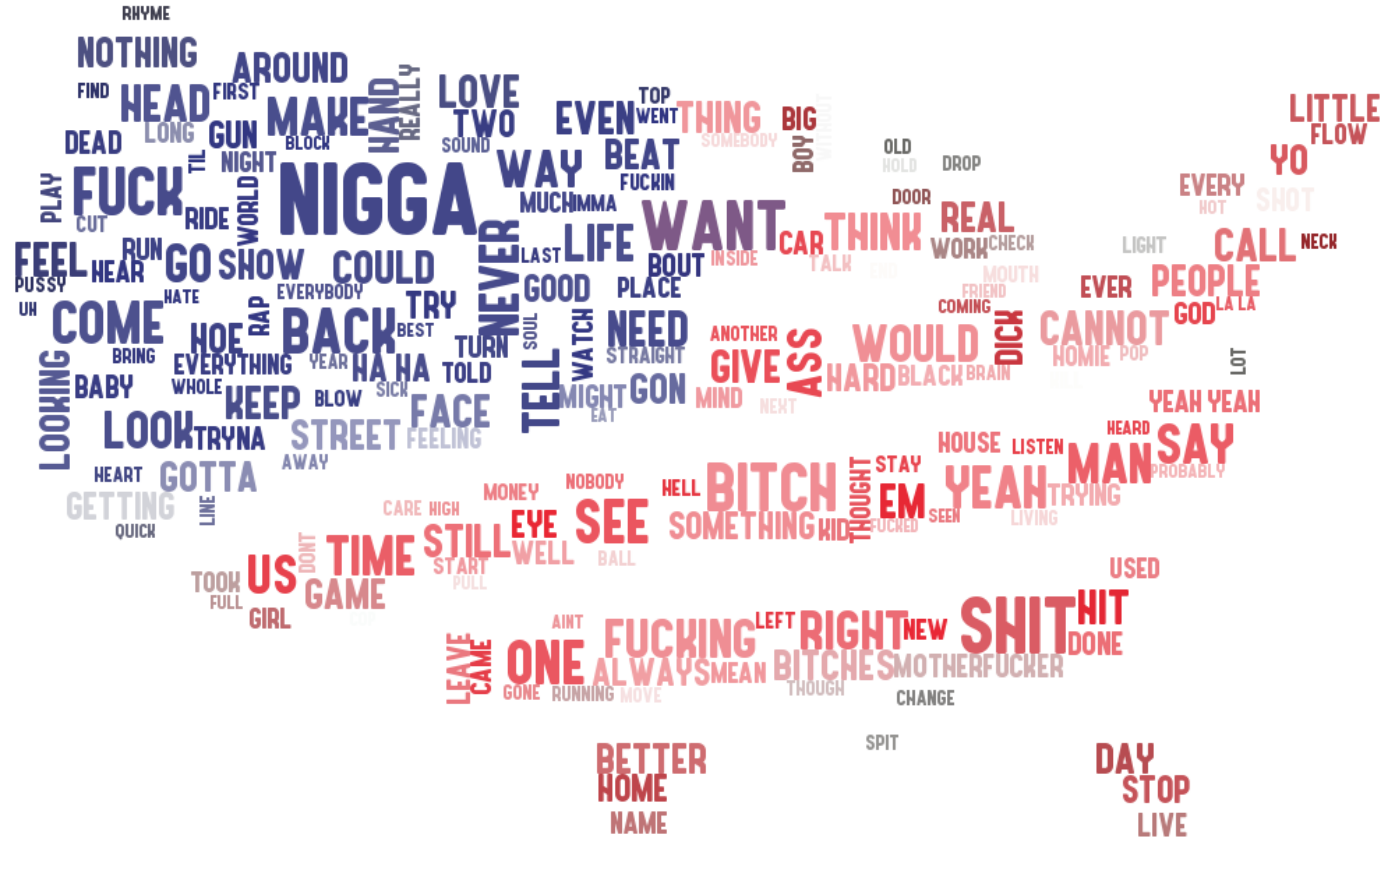 RHYME
NOTHING
AROUND
FIND
HEAD
FIRST
MAKE
HAND
REALLY
LOVE
TWO
EVEN
TOP
WENT
THING
BIG
LITTLE
FLOW
DEAD
LONG
GUN
BLOCK
SOUND
SOMEBODY
BOY
WITHOUT
OLD
HOLD
DROP
YO
TIL
NIGHT
WAY
BEAT
FUCKIN
PLAY
FUCK
WORLD
NIGGA
MUCH
IMMA
WANT
DOOR
EVERY
HOT
SHOT
CUT
RIDE
NEVER
LAST
LIFE
CAR
THINK
REAL
WORK
CHECK
LIGHT
CALL
NECK
FEEL
RUN
HEAR
GO
SHOW
COULD
BOUT
INSIDE
TALK
END
MOUTH
FRIEND
EVER
PEOPLE
PUSSY
HATE
EVERYBODY
GOOD
PLACE
UH
COME
RAP
TRY
COMING
GOD
LA LA
HOE
BACK
BEST
SOUL
WATCH
NEED
ANOTHER
ASS
WOULD
DICK
CANNOT
BRING
EVERYTHING
YEAR
HA HA
TURN
TOLD
TELL
STRAIGHT
GIVE
HARD
BLACK
BRAIN
HOMIE
POP
LOT
LOOKING
BABY
WHOLE
KEEP
BLOW
SICK
FACE
MIGHT
EAT
GON
MIND
NEXT
YEAH YEAH
LOOK
TRYNA
STREET
FEELING
HOUSE
LISTEN
HEARD
MAN
SAY
PROBABLY
HEART
GOTTA
AWAY
NOBODY
HELL
BITCH
THOUGHT
STAY
EM
SEEN
YEAH
TRYING
LIVING
GETTING
QUICK
LINE
CARE
HIGH
MONEY
EYE
SEE
SOMETHING
KID
FUCKED
DONT
TIME
STILL
WELL
BALL
TOOK
US
GAME
START
PULL
USED
FULL
GIRL
AINT
FUCKING
LEFT
RIGHT
NEW
SHIT
HIT
DONE
LEAVE
CAME
ONE
ALWAYS
MEAN
BITCHES
MOTHERFUCKER
GONE
RUNNING
MOVE
THOUGH
CHANGE
SPIT
BETTER
HOME
NAME
DAY
STOP
LIVE